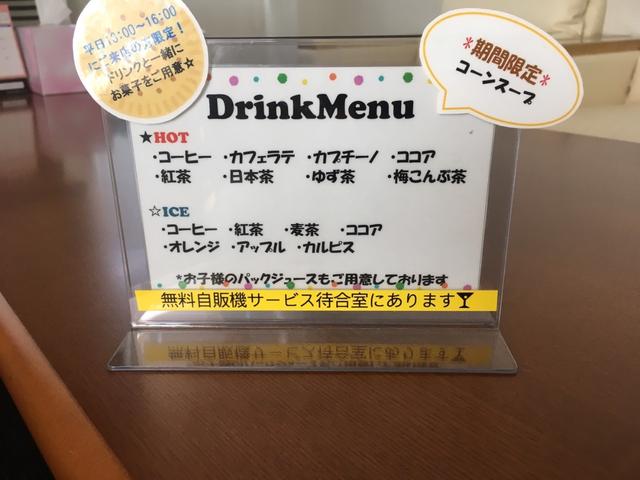 平日10:00~16:00
にご来店の方限定!
ドリンクと一緒に
お菓子をご用意☆
*期間限定*
コーンスープ
DrinkMenu
★HOT
・コーヒー ・カフェラテ ・カプチーノ ・ココア
・紅茶 ・日本茶 ・ゆず茶 ・梅こんぶ茶
☆ICE
・コーヒー ・紅茶 ・麦茶 ・ココア
・オレンジ ・アップル ・カルピス
*お子様のパックジュースもご用意しております
無料自販機サービス待合室にあります